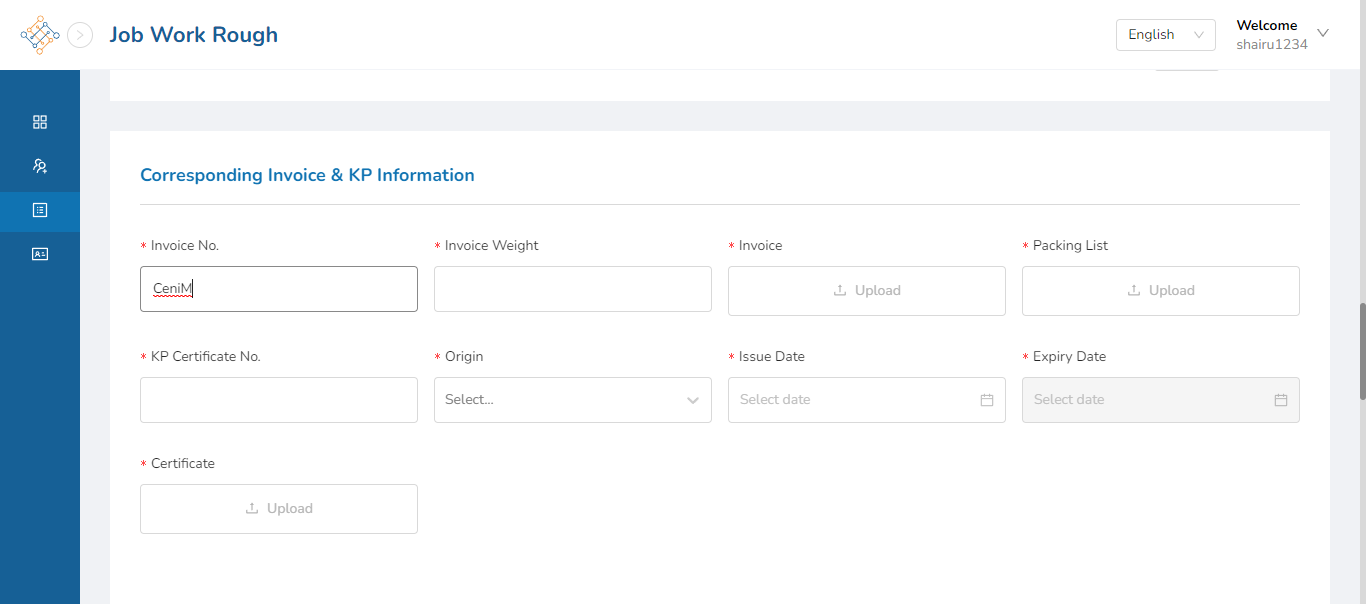 Job Work Rough
English
Welcome
shairu1234
Corresponding Invoice & KP Information
* Invoice No.
* Invoice Weight
* Invoice
* Packing List
CeniM
Upload
Upload
* KP Certificate No.
* Origin
* Issue Date
* Expiry Date
Select...
Select date
Select date
* Certificate
Upload